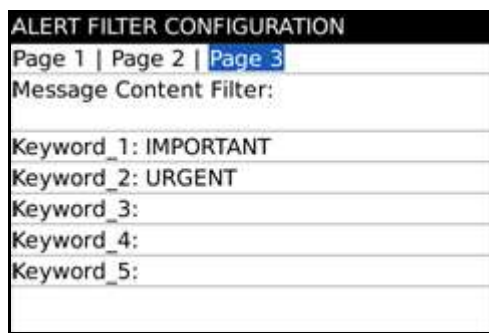 ALERT FILTER CONFIGURATION
Page 1 | Page 2 | Page 3
Message Content Filter:
Keyword_1: IMPORTANT
Keyword_2: URGENT
Keyword_3:
Keyword_4:
Keyword_5: